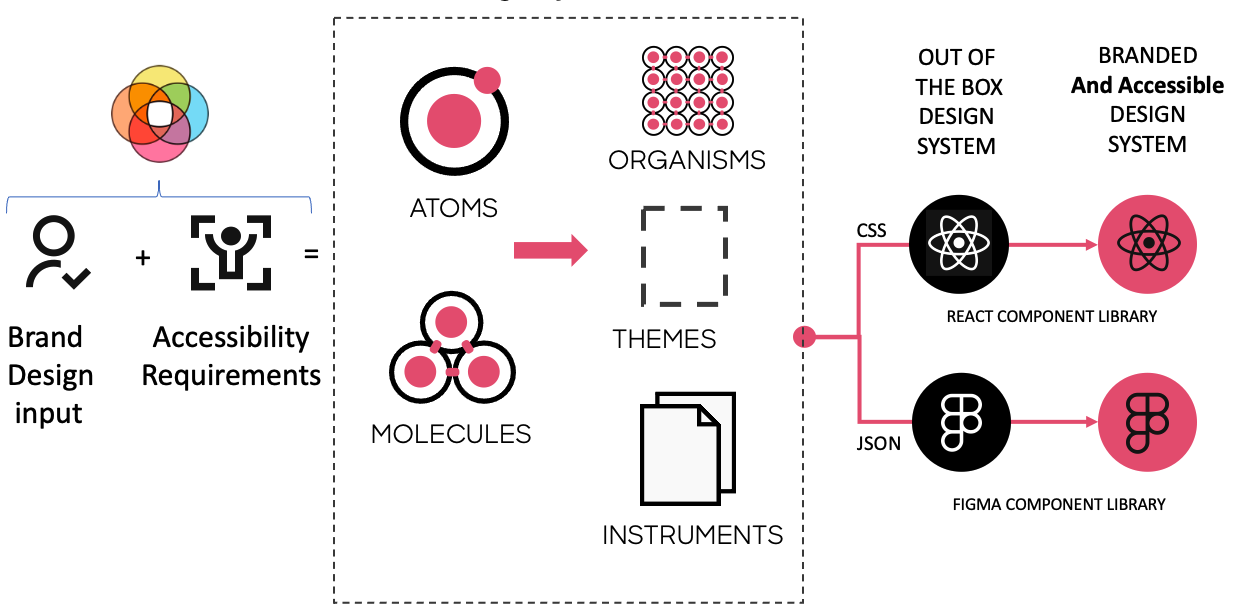 Brand
Design
input
+
Accessibility
Requirements
=
ATOMS
MOLECULES
ORGANISMS
THEMES
INSTRUMENTS
OUT OF
THE BOX
DESIGN
SYSTEM
BRANDED
And Accessible
DESIGN
SYSTEM
CSS
REACT COMPONENT LIBRARY
JSON
FIGMA COMPONENT LIBRARY